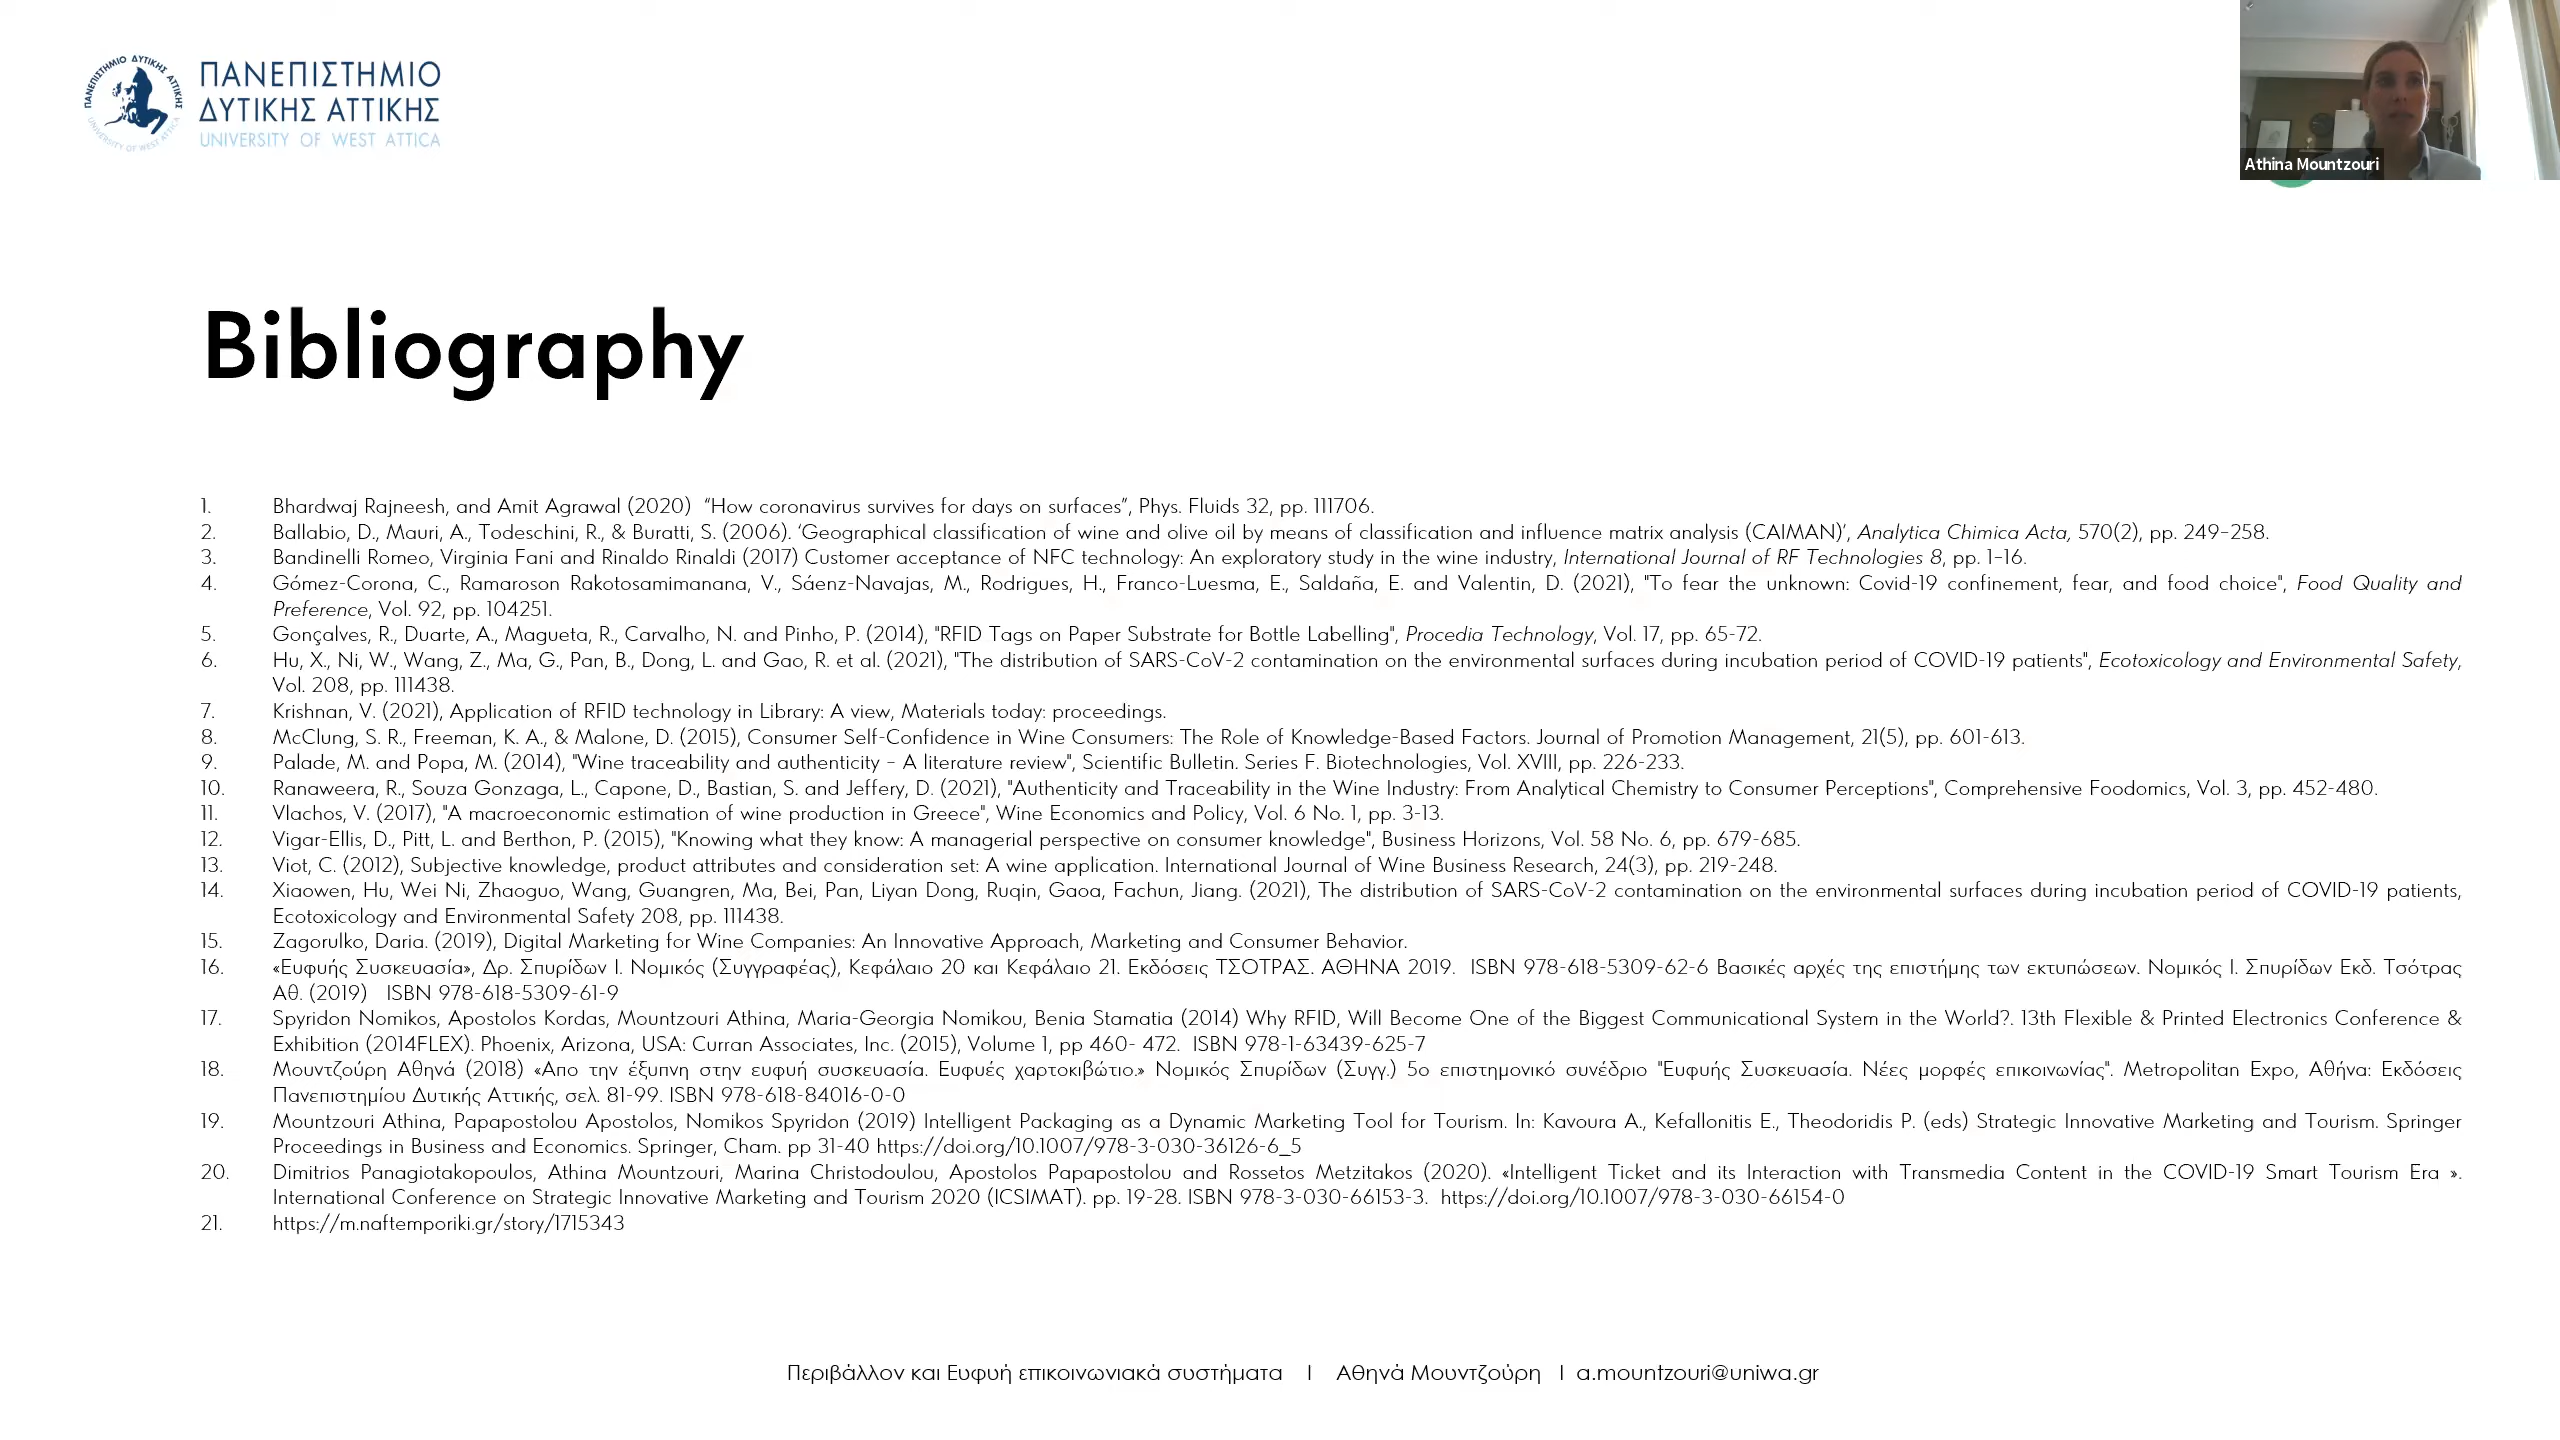 ΠΑΝΕΠΙΣΤΗΜΙΟ ΔΥΤΙΚΗΣ ΑΤΤΙΚΗΣ
UNIVERSITY OF WEST ATTICA
ΠΑΝΕΠΙΣΤΗΜΙΟ
ΔΥΤΙΚΗΣ ΑΤΤΙΚΗΣ
UNIVERSITY OF WEST ATTICA
Athina Mountzouri
Bibliography
1. Bhardwaj Rajneesh, and Amit Agrawal (2020) “How coronavirus survives for days on surfaces”, Phys. Fluids 32, pp. 111706.
2. Ballabio, D., Mauri, A., Todeschini, R., & Buratti, S. (2006). ‘Geographical classification of wine and olive oil by means of classification and influence matrix analysis (CAIMAN)’, Analytica Chimica Acta, 570(2), pp. 249–258.
3. Bandinelli Romeo, Virginia Fani and Rinaldo Rinaldi (2017) Customer acceptance of NFC technology: An exploratory study in the wine industry, International Journal of RF Technologies 8, pp. 1–16.
4. Gómez-Corona, C., Ramaroson Rakotosamimanana, V., Sáenz-Navajas, M., Rodrigues, H., Franco-Luesma, E., Saldaña, E. and Valentin, D. (2021), "To fear the unknown: Covid-19 confinement, fear, and food choice", Food Quality and
Preference, Vol. 92, pp. 104251.
5. Gonçalves, R., Duarte, A., Magueta, R., Carvalho, N. and Pinho, P. (2014), "RFID Tags on Paper Substrate for Bottle Labelling", Procedia Technology, Vol. 17, pp. 65-72.
6. Hu, X., Ni, W., Wang, Z., Ma, G., Pan, B., Dong, L. and Gao, R. et al. (2021), "The distribution of SARS-CoV-2 contamination on the environmental surfaces during incubation period of COVID-19 patients", Ecotoxicology and Environmental Safety,
Vol. 208, pp. 111438.
7. Krishnan, V. (2021), Application of RFID technology in Library: A view, Materials today: proceedings.
8. McClung, S. R., Freeman, K. A., & Malone, D. (2015), Consumer Self-Confidence in Wine Consumers: The Role of Knowledge-Based Factors. Journal of Promotion Management, 21(5), pp. 601-613.
9. Palade, M. and Popa, M. (2014), "Wine traceability and authenticity – A literature review", Scientific Bulletin. Series F. Biotechnologies, Vol. XVIII, pp. 226-233.
10. Ranaweera, R., Souza Gonzaga, L., Capone, D., Bastian, S. and Jeffery, D. (2021), "Authenticity and Traceability in the Wine Industry: From Analytical Chemistry to Consumer Perceptions", Comprehensive Foodomics, Vol. 3, pp. 452-480.
11. Vlachos, V. (2017), "A macroeconomic estimation of wine production in Greece", Wine Economics and Policy, Vol. 6 No. 1, pp. 3-13.
12. Vigar-Ellis, D., Pitt, L. and Berthon, P. (2015), "Knowing what they know: A managerial perspective on consumer knowledge", Business Horizons, Vol. 58 No. 6, pp. 679-685.
13. Viot, C. (2012), Subjective knowledge, product attributes and consideration set: A wine application. International Journal of Wine Business Research, 24(3), pp. 219-248.
14. Xiaowen, Hu, Wei Ni, Zhaoguo, Wang, Guangren, Ma, Bei, Pan, Liyan Dong, Ruqin, Gaoa, Fachun, Jiang. (2021), The distribution of SARS-CoV-2 contamination on the environmental surfaces during incubation period of COVID-19 patients,
Ecotoxicology and Environmental Safety 208, pp. 111438.
15. Zagorulko, Daria. (2019), Digital Marketing for Wine Companies: An Innovative Approach, Marketing and Consumer Behavior.
16. «Ευφυής Συσκευασία», Δρ. Σπυρίδων Ι. Νομικός (Συγγραφέας), Κεφάλαιο 20 και Κεφάλαιο 21. Εκδόσεις ΤΣΟΤΡΑΣ. ΑΘΗΝΑ 2019. ISBN 978-618-5309-62-6 Βασικές αρχές της επιστήμης των εκτυπώσεων. Νομικός Ι. Σπυρίδων Εκδ. Τσότρας
Αθ. (2019) ISBN 978-618-5309-61-9
17. Spyridon Nomikos, Apostolos Kordas, Mountzouri Athina, Maria-Georgia Nomikou, Benia Stamatia (2014) Why RFID, Will Become One of the Biggest Communicational System in the World?. 13th Flexible & Printed Electronics Conference &
Exhibition (2014FLEX). Phoenix, Arizona, USA: Curran Associates, Inc. (2015), Volume 1, pp 460- 472. ISBN 978-1-63439-625-7
18. Μουντζούρη Αθηνά (2018) «Απο την έξυπνη στην ευφυή συσκευασία. Ευφυές χαρτοκιβώτιο.» Νομικός Σπυρίδων (Συγγ.) 5ο επιστημονικό συνέδριο "Ευφυής Συσκευασία. Νέες μορφές επικοινωνίας". Metropolitan Expo, Αθήνα: Εκδόσεις
Πανεπιστημίου Δυτικής Αττικής, σελ. 81-99. ISBN 978-618-84016-0-0
19. Mountzouri Athina, Papapostolou Apostolos, Nomikos Spyridon (2019) Intelligent Packaging as a Dynamic Marketing Tool for Tourism. In: Kavoura A., Kefallonitis E., Theodoridis P. (eds) Strategic Innovative Marketing and Tourism. Springer
Proceedings in Business and Economics. Springer, Cham. pp 31-40 https://doi.org/10.1007/978-3-030-36126-6_5
20. Dimitrios Panagiotakopoulos, Athina Mountzouri, Marina Christodoulou, Apostolos Papapostolou and Rossetos Metzitakos (2020). «Intelligent Ticket and its Interaction with Transmedia Content in the COVID-19 Smart Tourism Era ».
International Conference on Strategic Innovative Marketing and Tourism 2020 (ICSIMAT). pp. 19-28. ISBN 978-3-030-66153-3. https://doi.org/10.1007/978-3-030-66154-0
21. https://m.naftemporiki.gr/story/1715343
Περιβάλλον και Ευφυή επικοινωνιακά συστήματα I Αθηνά Μουντζούρη I a.mountzouri@uniwa.gr